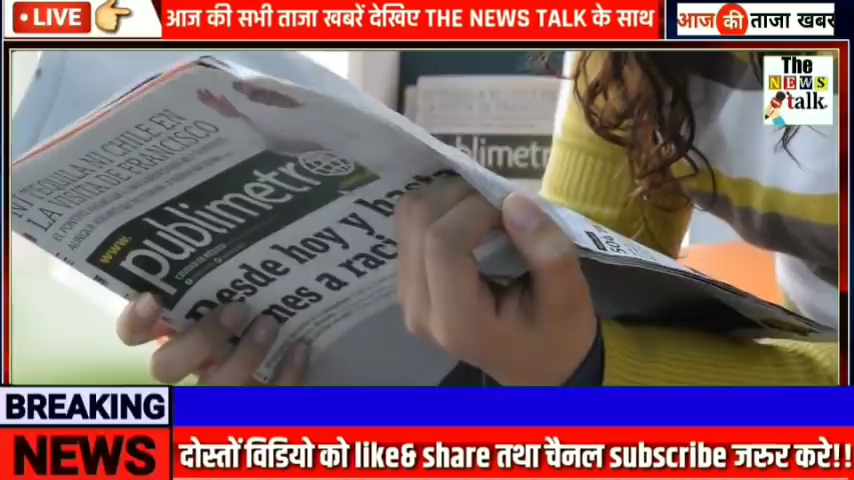 LIVE
आज की सभी ताजा खबरें देखिए THE NEWS TALK के साथ
आज की ताजा खबर
The
NEWS
talk
NI TEQUILA NI CHILE EN
LA VISITA DE FRANCISCO
www.
publimetro
CIUDAD DE MÉXICO
Desde hoy y hasta
nes a raci
publimetr
BREAKING
NEWS
दोस्तों विडियो को like& share तथा चैनल subscribe जरुर करे!!